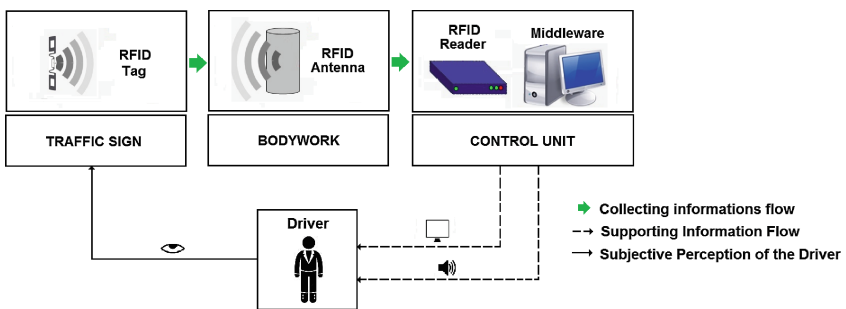 RFID
Tag
RFID
Antenna
RFID
Reader
Middleware
TRAFFIC SIGN
BODYWORK
CONTROL UNIT
Driver
Collecting informations flow
Supporting Information Flow
Subjective Perception of the Driver